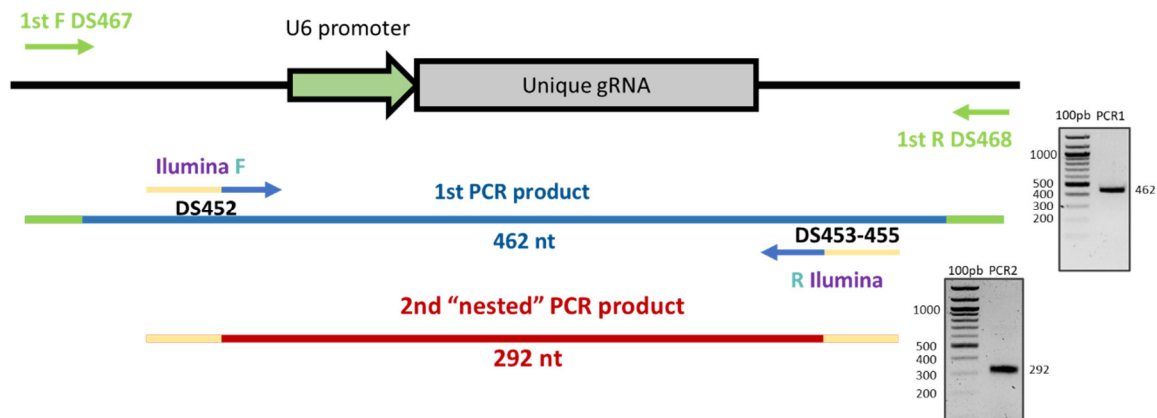 1st F DS467
U6 promoter
Unique gRNA
1st R DS468
Ilumina F
DS452
1st PCR product
462 nt
DS453-455
R Ilumina
2nd “nested” PCR product
292 nt
100pb PCR1
1000
500
400
300
200
462
100pb PCR2
1000
500
400
300
200
292